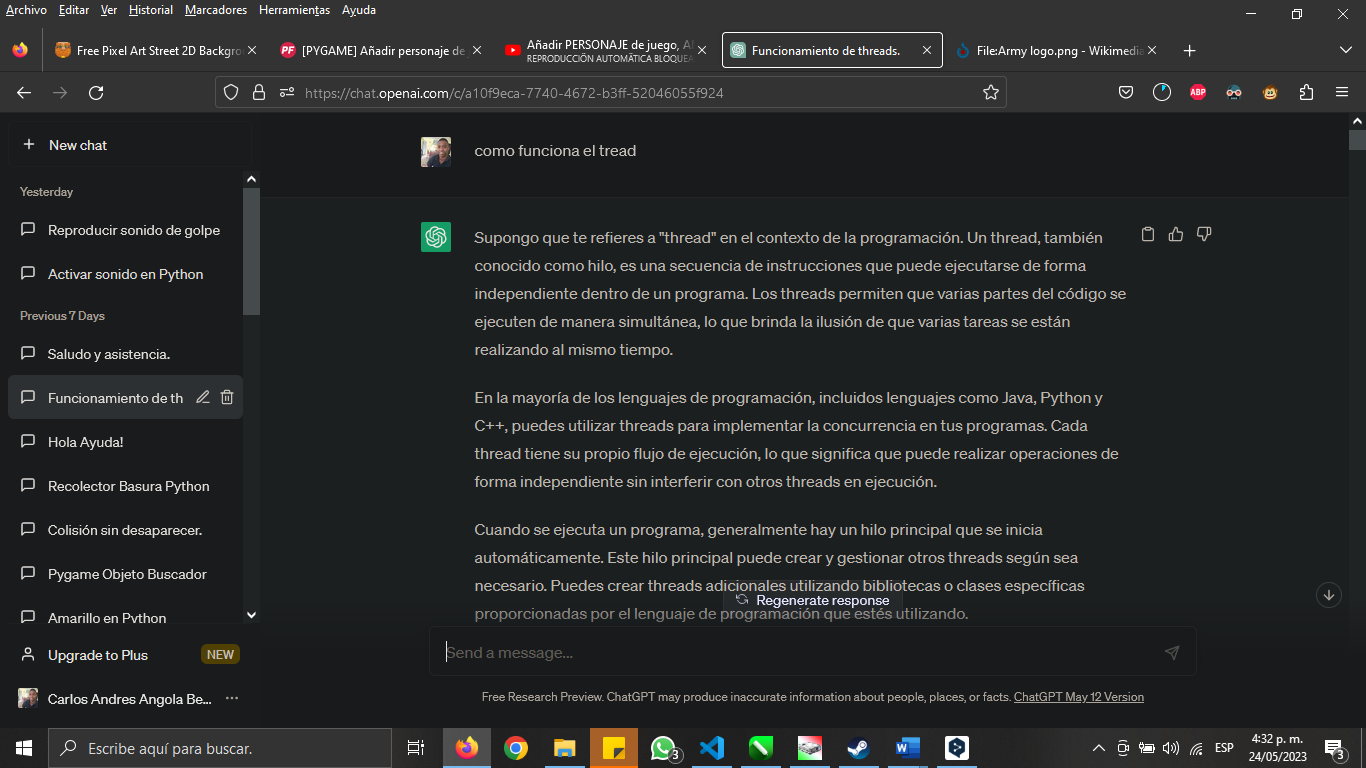 Archivo Editar Ver Historial Marcadores Herramientas Ayuda
Free Pixel Art Street 2D Backgro
[PYGAME] Añadir personaje de
Añadir PERSONAJE de juego, AN
REPRODUCCIÓN AUTOMÁTICA BLOQUEA
Funcionamiento de threads.
File:Army logo.png - Wikimedia
https://chat.openai.com/c/a10f9eca-7740-4672-b3ff-52046055f924
ABP
New chat
Yesterday
Reproducir sonido de golpe
Activar sonido en Python
Previous 7 Days
Saludo y asistencia.
Funcionamiento de th
Hola Ayuda!
Recolector Basura Python
Colisión sin desaparecer.
Pygame Objeto Buscador
Amarillo en Python
Upgrade to Plus NEW
Carlos Andres Angola Be...
como funciona el tread
Supongo que te refieres a "thread" en el contexto de la programación. Un thread, también
conocido como hilo, es una secuencia de instrucciones que puede ejecutarse de forma
independiente dentro de un programa. Los threads permiten que varias partes del código se
ejecuten de manera simultánea, lo que brinda la ilusión de que varias tareas se están
realizando al mismo tiempo.
En la mayoría de los lenguajes de programación, incluidos lenguajes como Java, Python y
C++, puedes utilizar threads para implementar la concurrencia en tus programas. Cada
thread tiene su propio flujo de ejecución, lo que significa que puede realizar operaciones de
forma independiente sin interferir con otros threads en ejecución.
Cuando se ejecuta un programa, generalmente hay un hilo principal que se inicia
automáticamente. Este hilo principal puede crear y gestionar otros threads según sea
necesario. Puedes crear threads adicionales utilizando bibliotecas o clases específicas
Regenerate response
proporcionadas por el lenguaje de programación que estés utilizando.
Send a message...
Free Research Preview. ChatGPT may produce inaccurate information about people, places, or facts. ChatGPT May 12 Version
Escribe aquí para buscar.
3
ESP
4:32 p. m.
24/05/2023
3